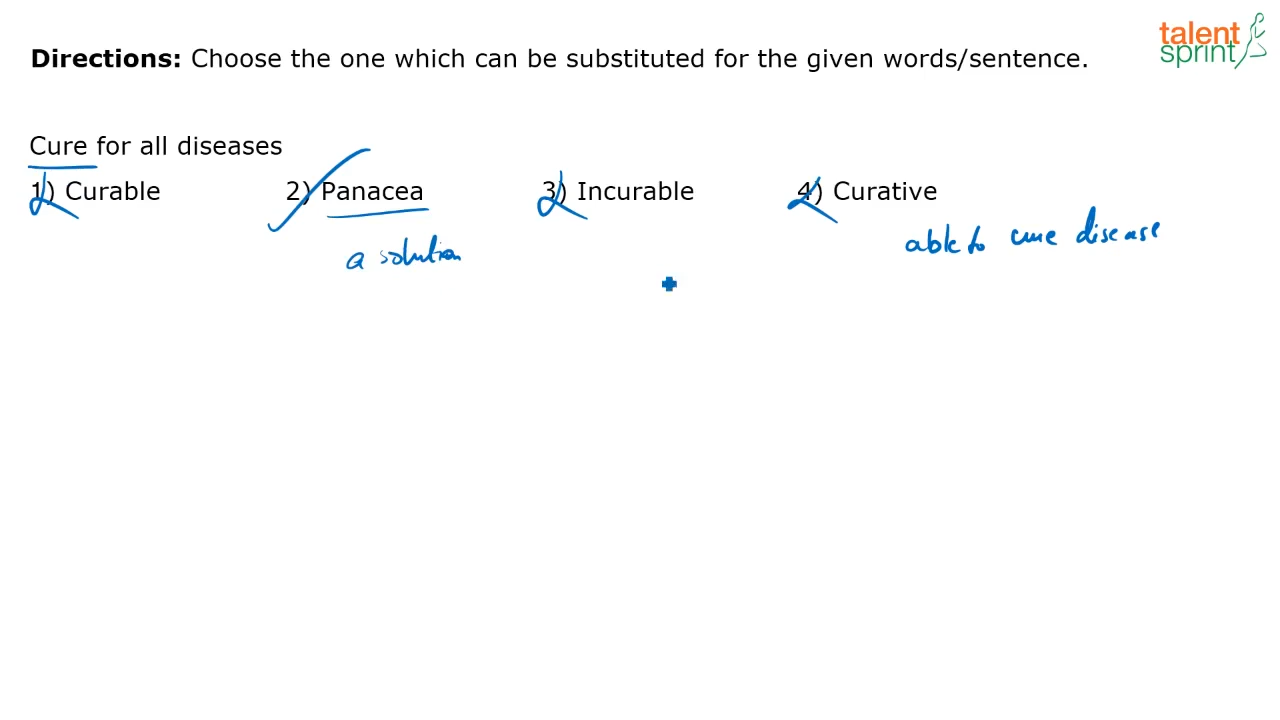 talent
sprint
Directions: Choose the one which can be substituted for the given words/sentence.
Cure for all diseases
1) Curable 2) Panacea 3) Incurable 4) Curative
a solution able to cure disease